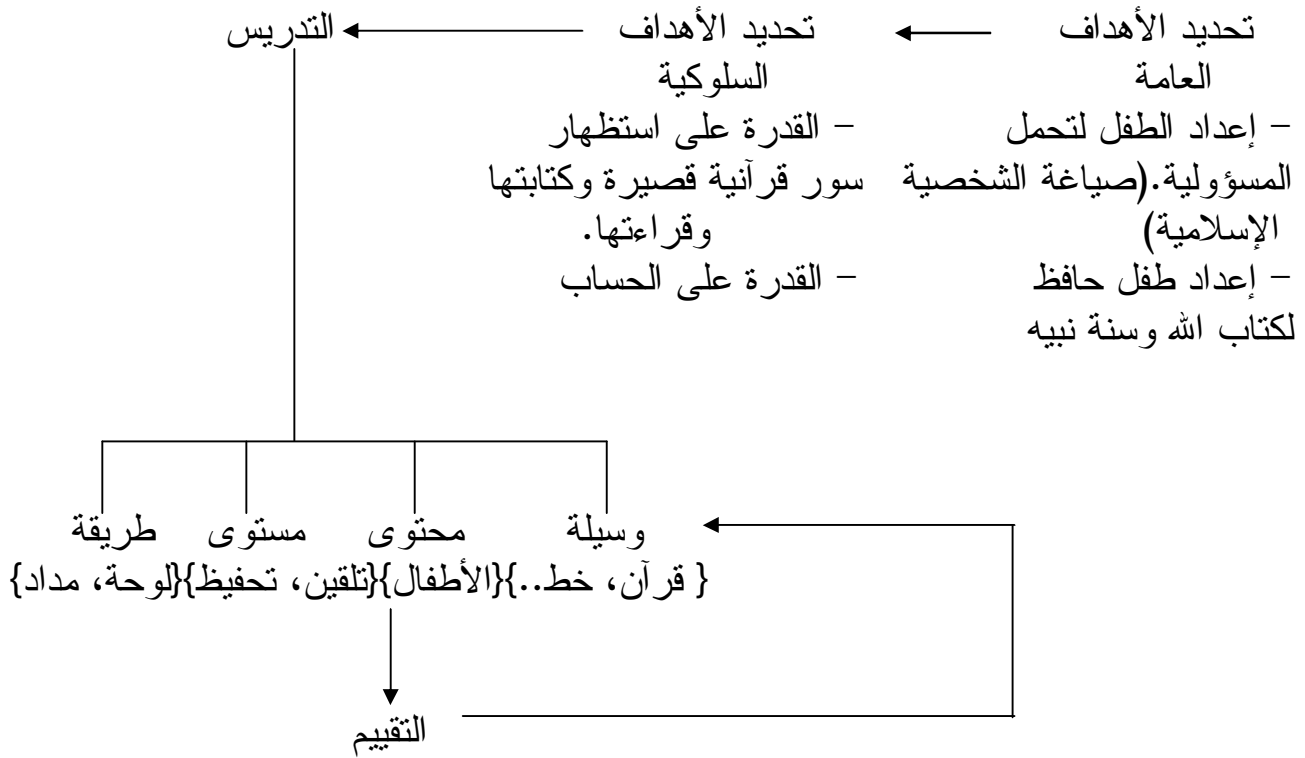 تحديد الأهداف تحديد الأهداف التدريس
العامة السلوكية
- إعداد الطفل لتحمل - القدرة على استظهار
المسؤولية.(صياغة الشخصية سور قرآنية قصيرة وكتابتها
الإسلامية) وقراءتها.
- إعداد طفل حافظ - القدرة على الحساب
لكتاب الله وسنة نبيه
وسيلة محتوى مستوى طريقة
{ قرآن، خط..}{الأطفال}{تلقين، تحفيظ}{لوحة، مداد}
التقييم